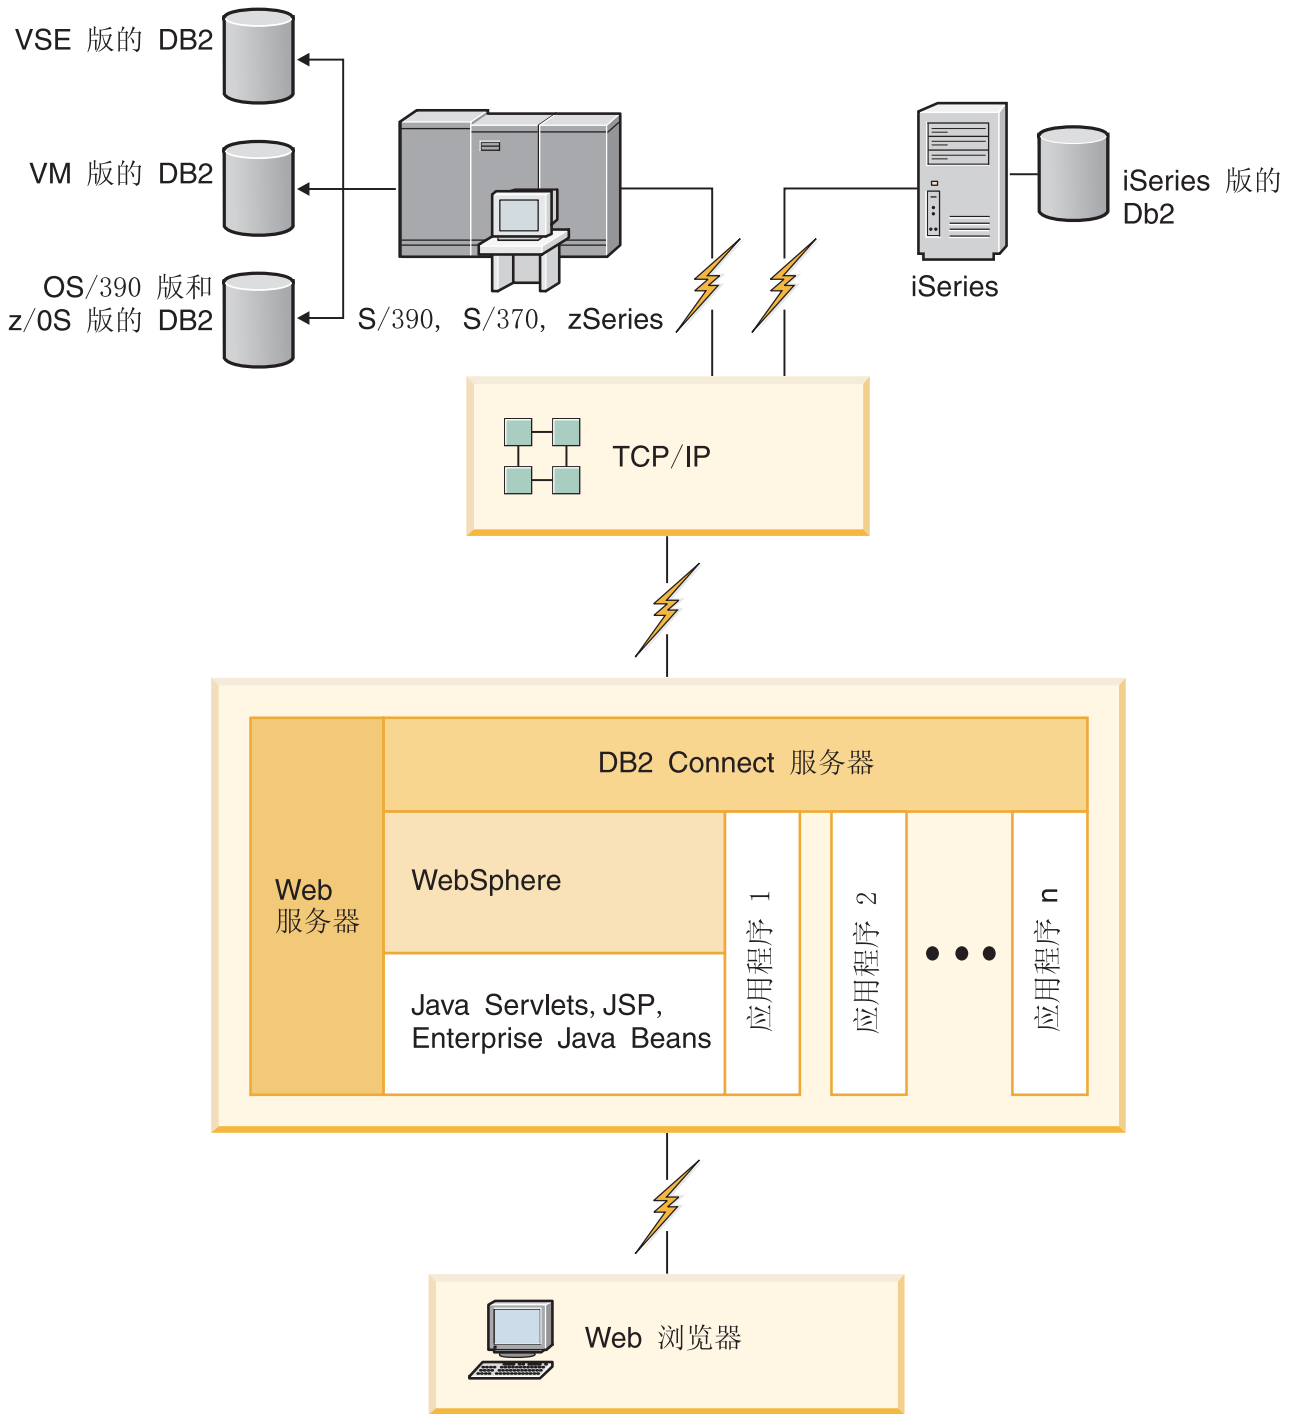 VSE 版的 DB2
VM 版的 DB2
OS/390 版和
z/0S 版的 DB2
S/390, S/370, zSeries
iSeries
iSeries 版的
Db2
TCP/IP
DB2 Connect 服务器
Web
服务器
WebSphere
Java Servlets, JSP,
Enterprise Java Beans
应用程序 1
应用程序 2
●●●
应用程序 n
Web 浏览器